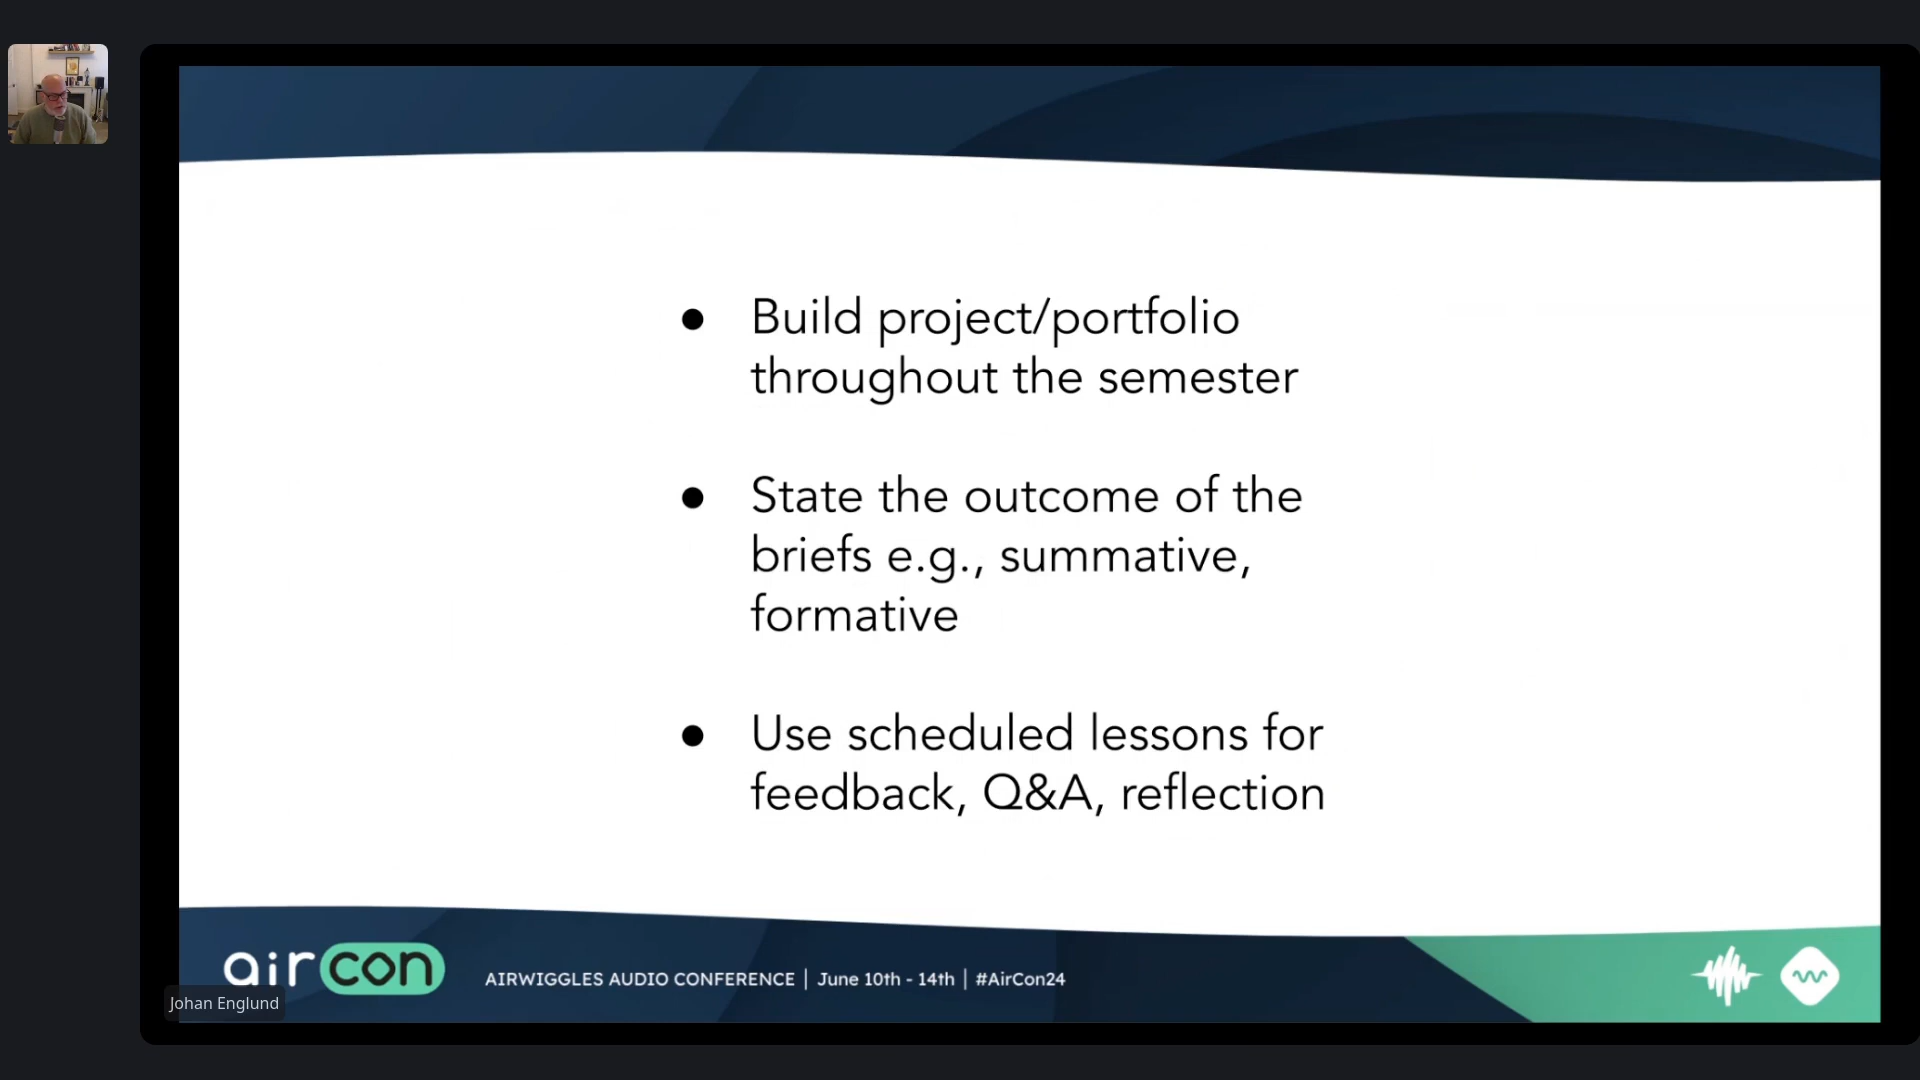 ● Build project/portfolio
throughout the semester
● State the outcome of the
briefs e.g., summative,
formative
● Use scheduled lessons for
feedback, Q&A, reflection
aircon
AIRWIGGLES AUDIO CONFERENCE | June 10th - 14th | #AirCon24
Johan Englund